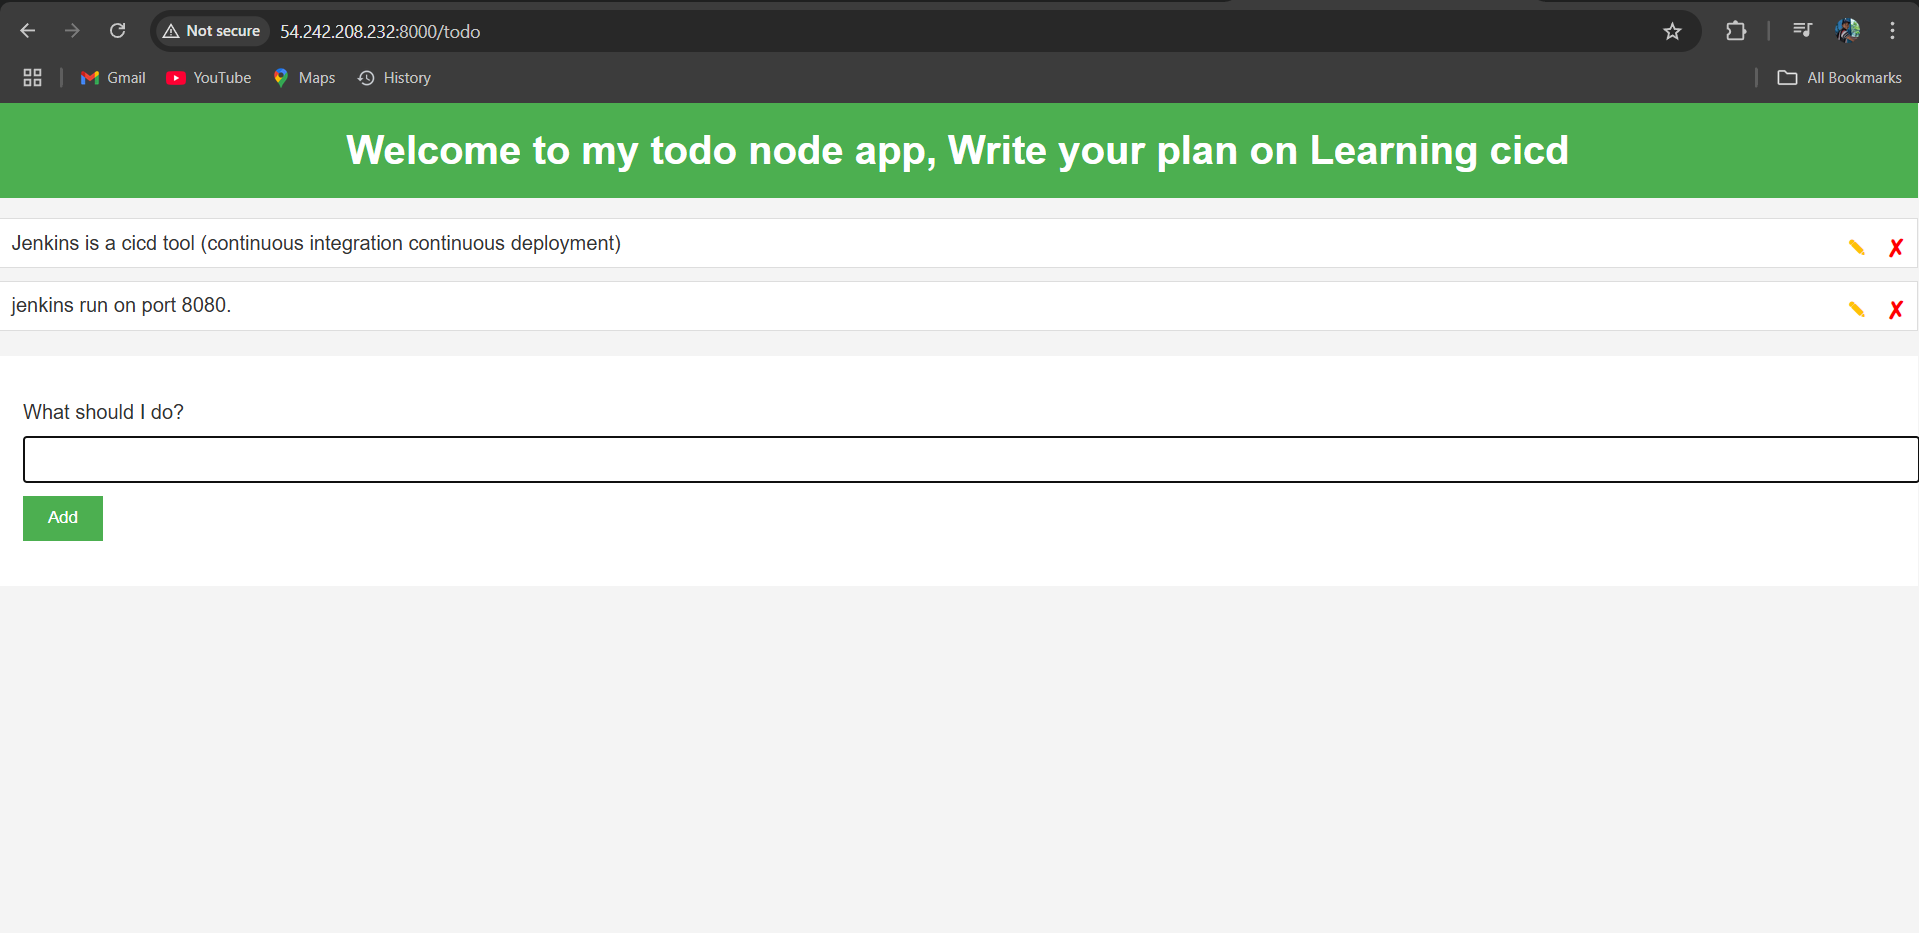 Not secure 54.242.208.232:8000/todo
Gmail YouTube Maps History All Bookmarks
Welcome to my todo node app, Write your plan on Learning cicd
Jenkins is a cicd tool (continuous integration continuous deployment)
jenkins run on port 8080.
What should I do?
Add